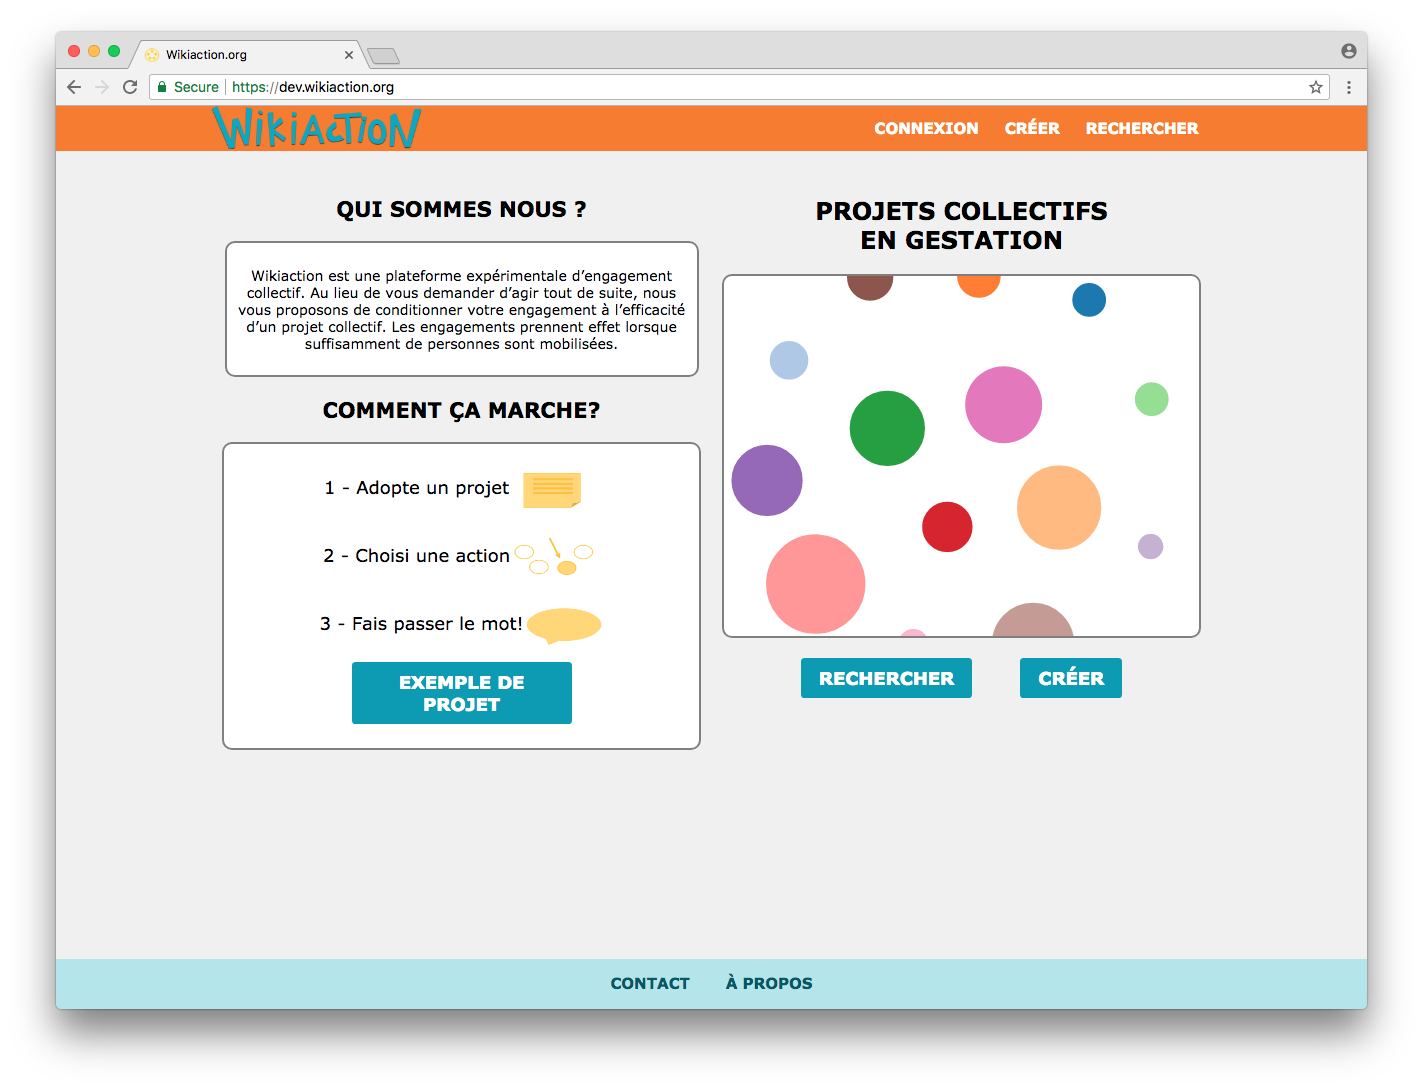 Wikiaction.org
Secure https://dev.wikiaction.org
WikiAcTioN
CONNEXION CRÉER RECHERCHER
QUI SOMMES NOUS ?
Wikiaction est une plateforme expérimentale d’engagement
collectif. Au lieu de vous demander d’agir tout de suite, nous
vous proposons de conditionner votre engagement à l’efficacité
d’un projet collectif. Les engagements prennent effet lorsque
suffisamment de personnes sont mobilisées.
COMMENT ÇA MARCHE?
1 - Adopte un projet
2 - Choisi une action
3 - Fais passer le mot!
EXEMPLE DE
PROJET
PROJETS COLLECTIFS
EN GESTATION
RECHERCHER
CRÉER
CONTACT À PROPOS